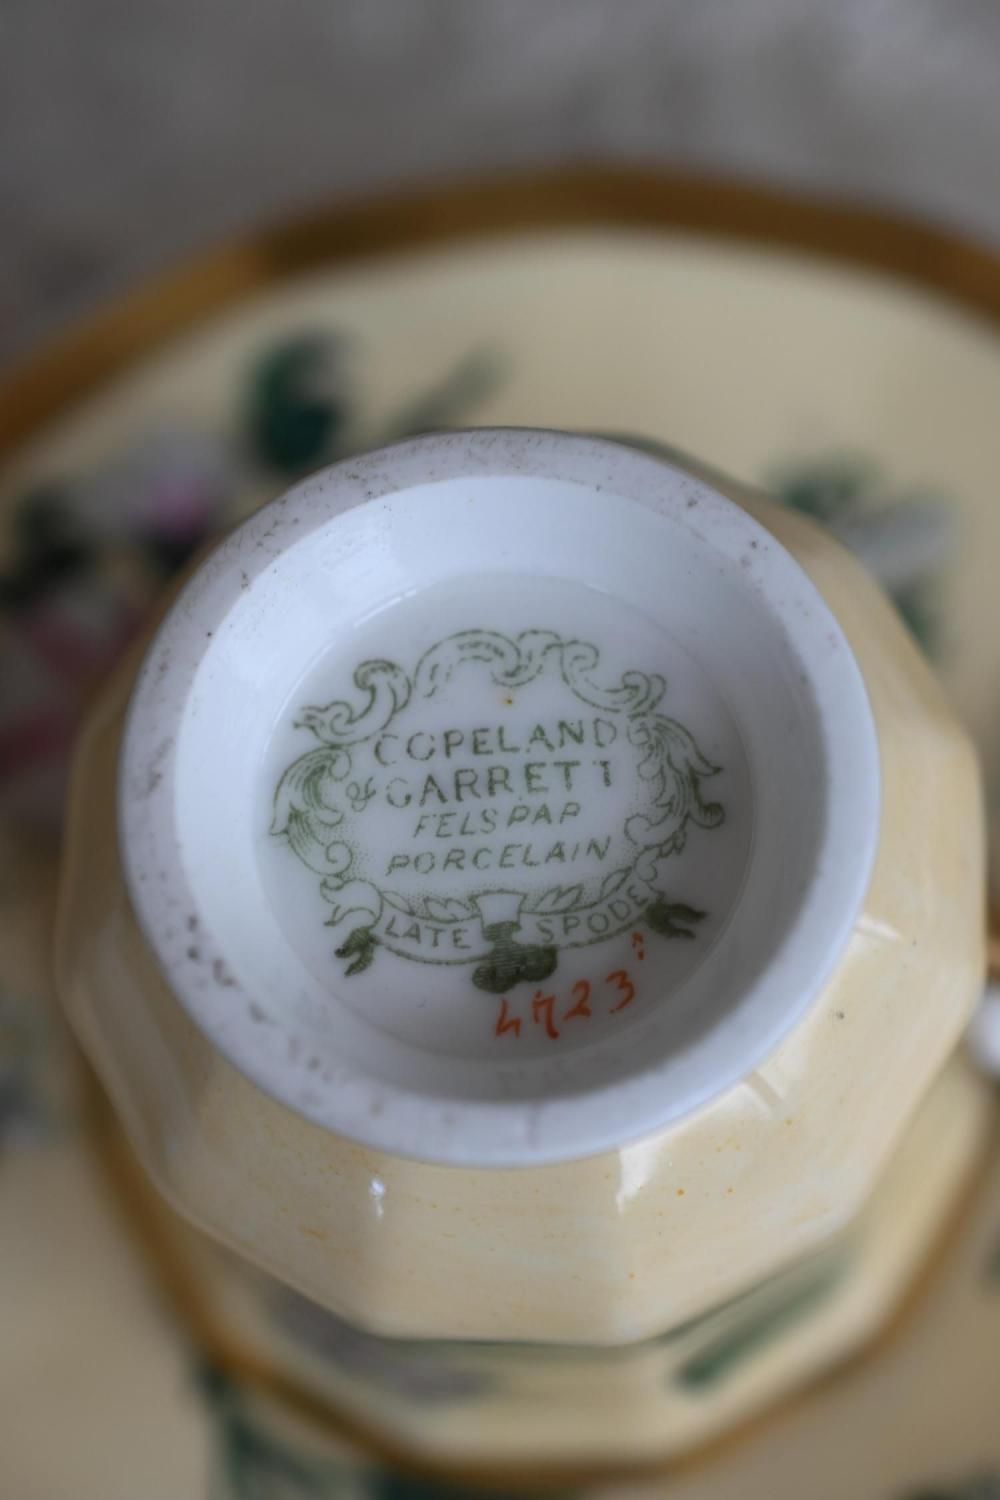 COPELAND
& GARRETT
FELSPAR
PORCELAIN
LATE SPODE
4723